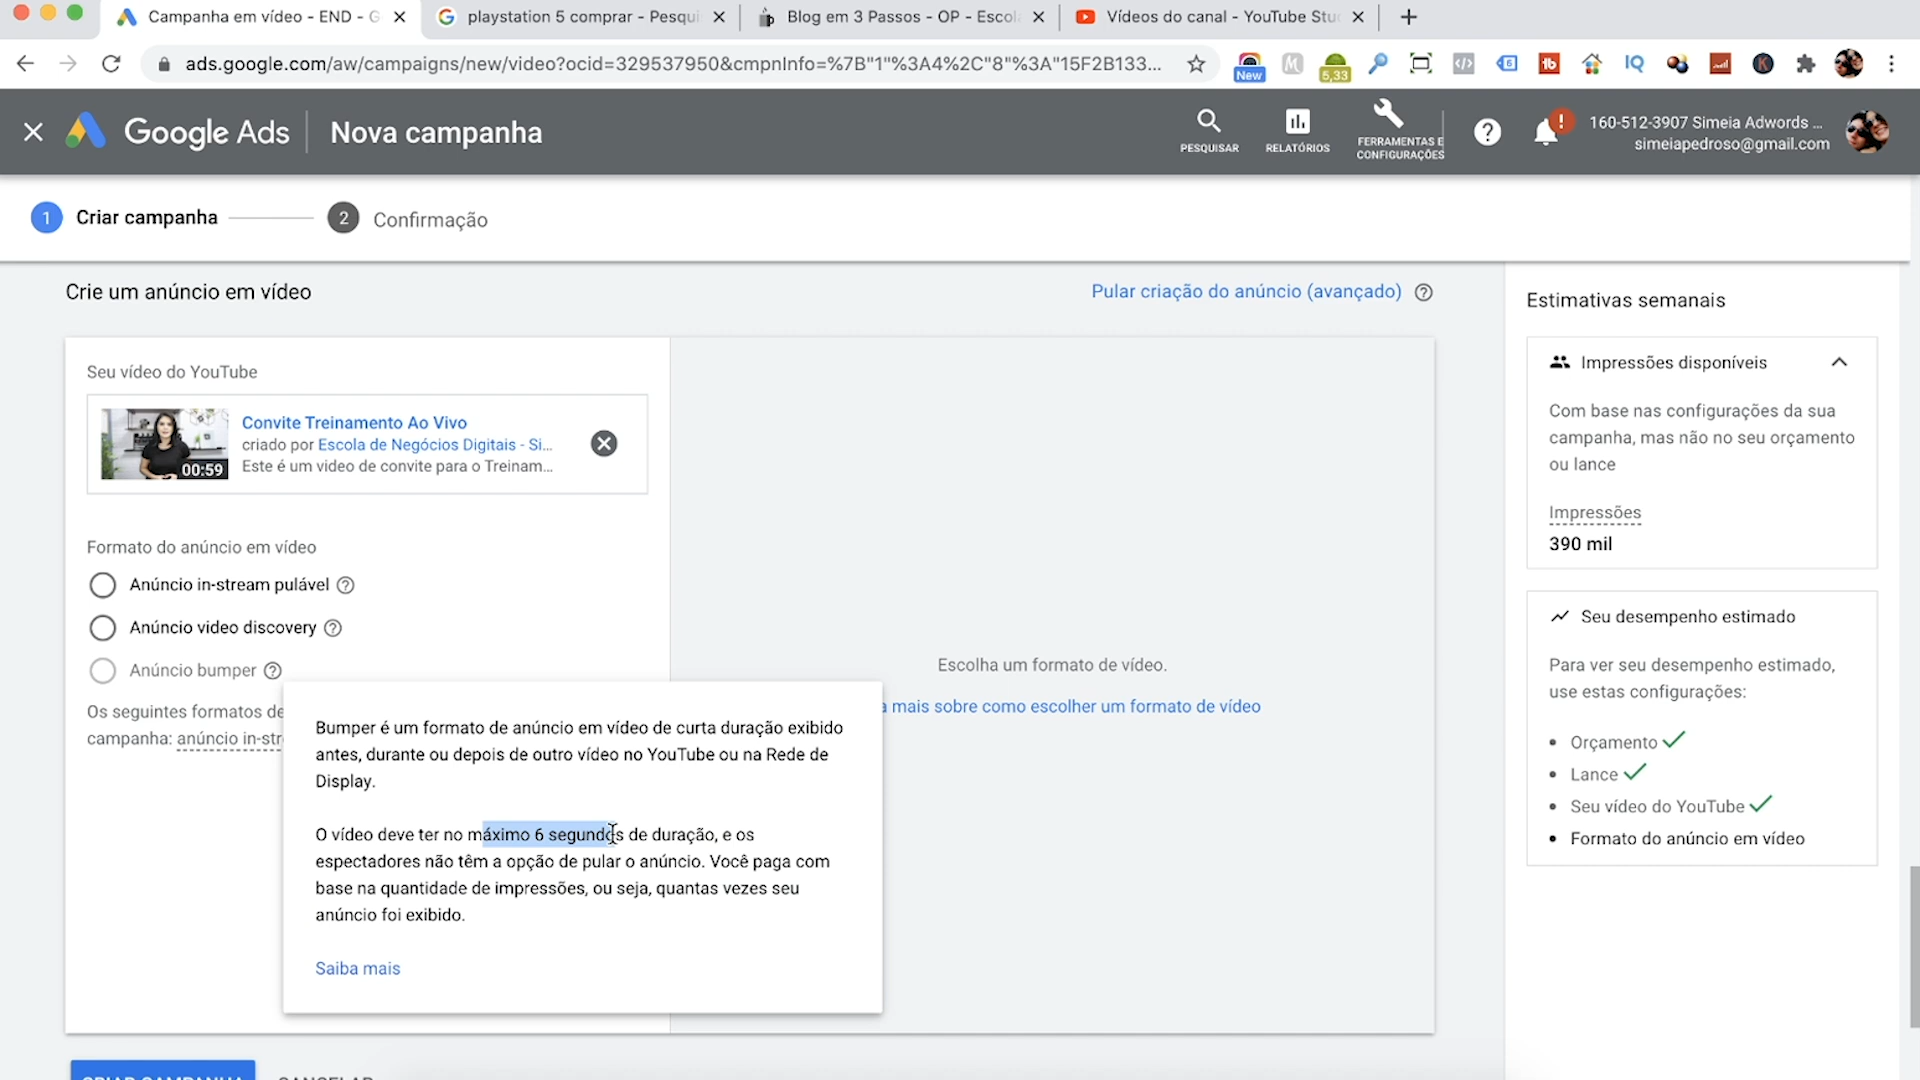 Campanha em vídeo - END - G
playstation 5 comprar - Pesqui
Blog em 3 Passos - OP - Escol
Vídeos do canal - YouTube Stu
ads.google.com/aw/campaigns/new/video?ocid=329537950&cmpnInfo=%7B"1"%3A4%2C"8"%3A"15F2B133...
New
5,33
Google Ads
Nova campanha
PESQUISAR
RELATÓRIOS
FERRAMENTAS E
CONFIGURAÇÕES
160-512-3907 Simeia Adwords ...
simeiapedroso@gmail.com
1 Criar campanha
2 Confirmação
Crie um anúncio em vídeo
Pular criação do anúncio (avançado)
Seu vídeo do YouTube
00:59
Convite Treinamento Ao Vivo
criado por Escola de Negócios Digitais - Si...
Este é um video de convite para o Treinam...
Formato do anúncio em vídeo
Anúncio in-stream pulável
Anúncio video discovery
Anúncio bumper
Os seguintes formatos de
campanha: anúncio in-str
Bumper é um formato de anúncio em vídeo de curta duração exibido
antes, durante ou depois de outro vídeo no YouTube ou na Rede de
Display.
O vídeo deve ter no máximo 6 segundos de duração, e os
espectadores não têm a opção de pular o anúncio. Você paga com
base na quantidade de impressões, ou seja, quantas vezes seu
anúncio foi exibido.
Saiba mais
Escolha um formato de vídeo.
a mais sobre como escolher um formato de vídeo
Estimativas semanais
Impressões disponíveis
Com base nas configurações da sua
campanha, mas não no seu orçamento
ou lance
Impressões
390 mil
Seu desempenho estimado
Para ver seu desempenho estimado,
use estas configurações:
• Orçamento
• Lance
• Seu vídeo do YouTube
• Formato do anúncio em vídeo
CRIAR CAMPANHA
CANCELAR